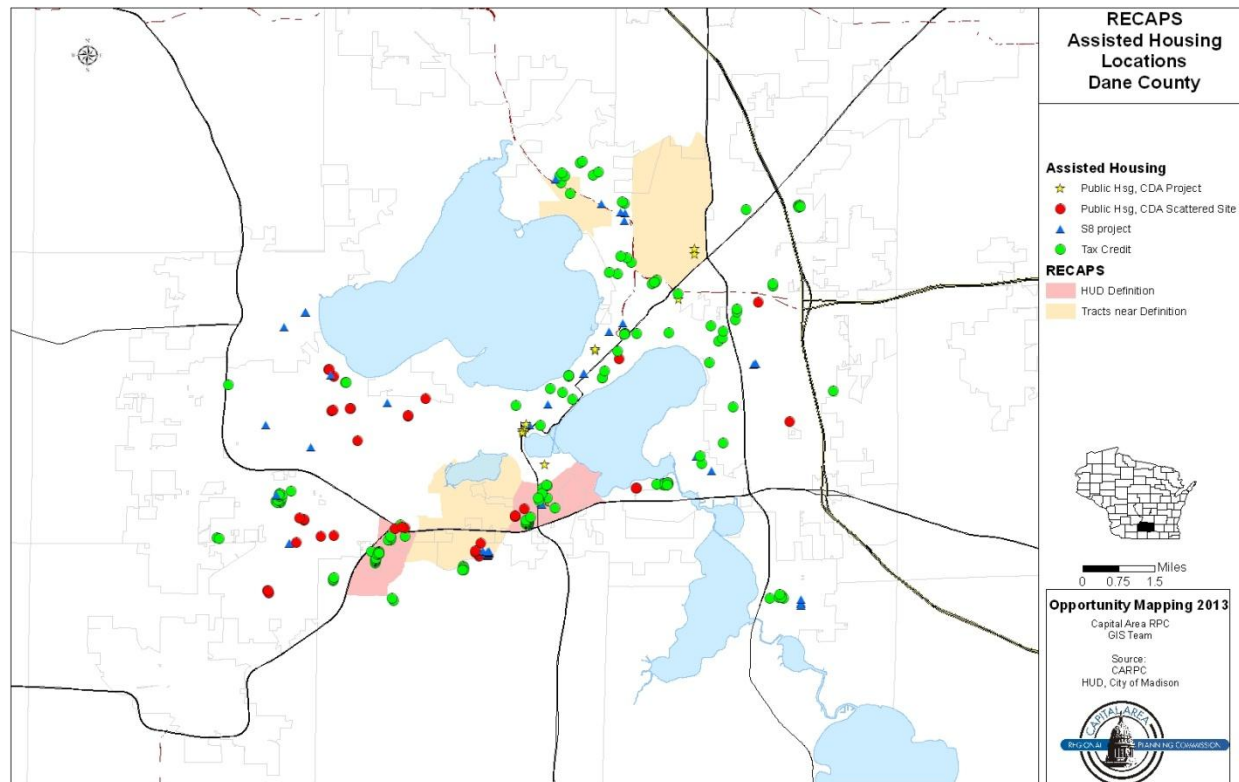 RECAPS
Assisted Housing
Locations
Dane County
Assisted Housing
Public Hsg, CDA Project
Public Hsg, CDA Scattered Site
S8 project
Tax Credit
RECAPS
HUD Definition
Tracts near Definition
Miles
0 0.75 1.5
Opportunity Mapping 2013
Capital Area RPC
GIS Team
Source:
CARPC
HUD, City of Madison
CAPITAL AREA
REGIONAL PLANNING COMMISSION